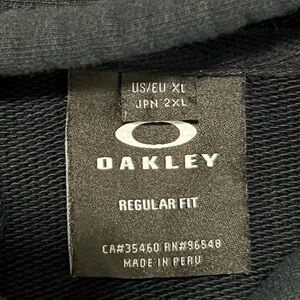 US/EU XL
JPN 2XL
OAKLEY
REGULAR FIT
CA#35460 RN#96548
MADE IN PERU